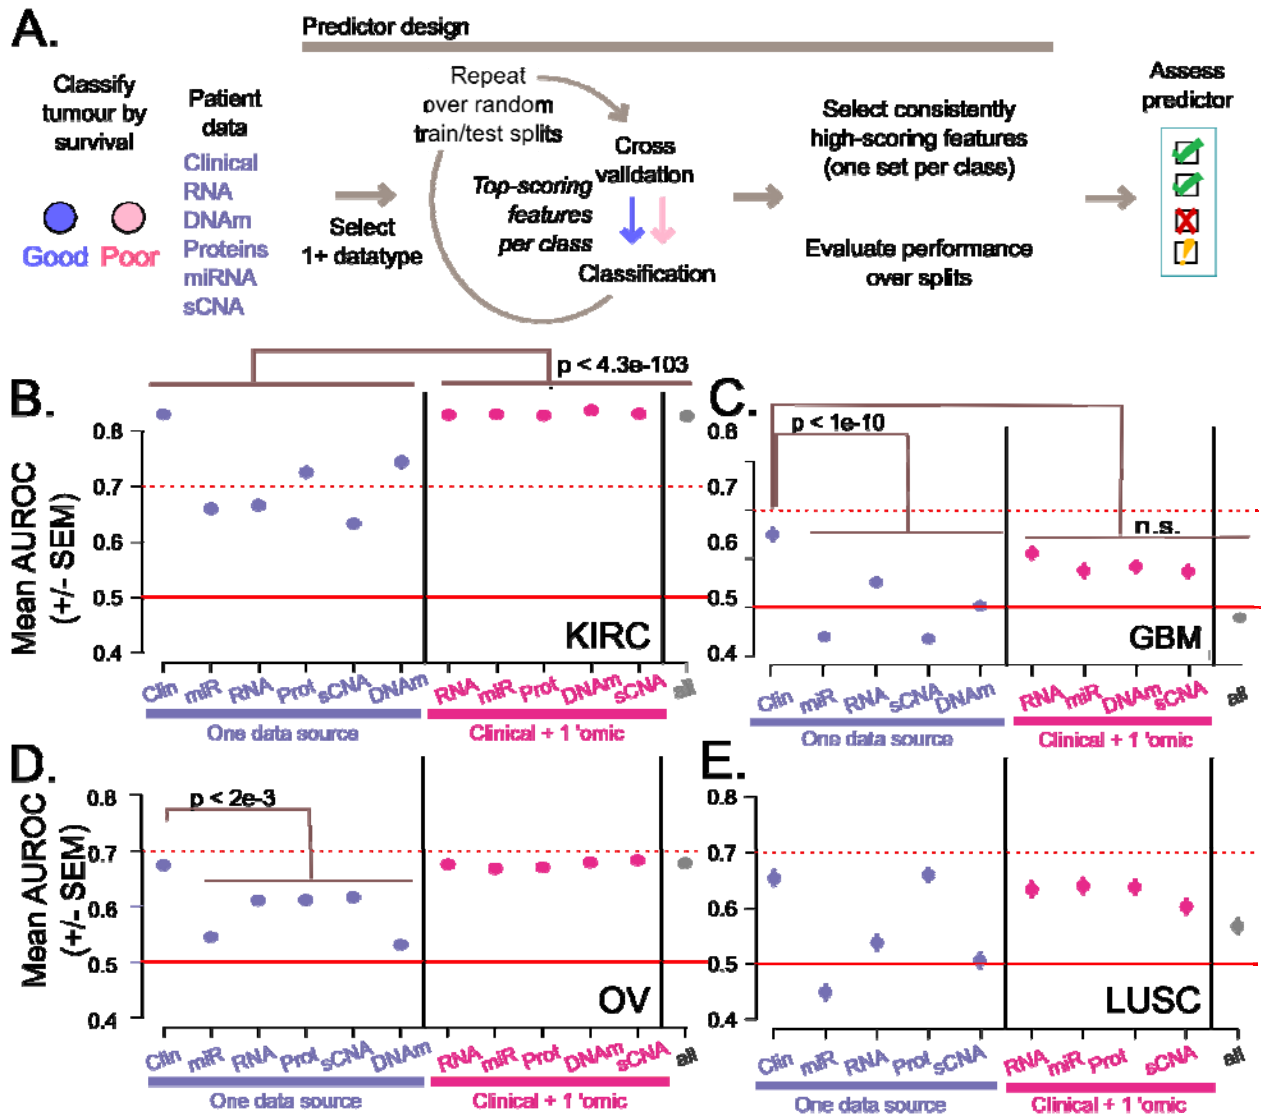 A.
Predictor design
Classify
tumour by
survival
Good Poor
Patient
data
Clinical
RNA
DNAm
Proteins
miRNA
sCNA
Select
1+ datatype
Repeat
over random
train/test splits
Top-scoring
features
per class
Cross
validation
Classification
Select consistently
high-scoring features
(one set per class)
Evaluate performance
over splits
Assess
predictor
B.
p < 4.3e-103
Mean AUROC
(+/- SEM)
0.8
0.7
0.6
0.5
0.4
KIRC
Clin miR RNA Prot sCNA DNAm RNA miR Prot DNAm sCNA all
One data source Clinical + 1 'omic
C.
p < 1e-10
n.s.
0.8
0.7
0.6
0.5
0.4
GBM
Clin miR RNA sCNA DNAm RNA miR DNAm sCNA all
One data source Clinical + 1 'omic
D.
p < 2e-3
Mean AUROC
(+/- SEM)
0.8
0.7
0.6
0.5
0.4
OV
Clin miR RNA Prot sCNA DNAm RNA miR Prot DNAm sCNA all
One data source Clinical + 1 'omic
E.
0.8
0.7
0.6
0.5
0.4
LUSC
Clin miR RNA Prot sCNA RNA miR Prot sCNA all
One data source Clinical + 1 'omic